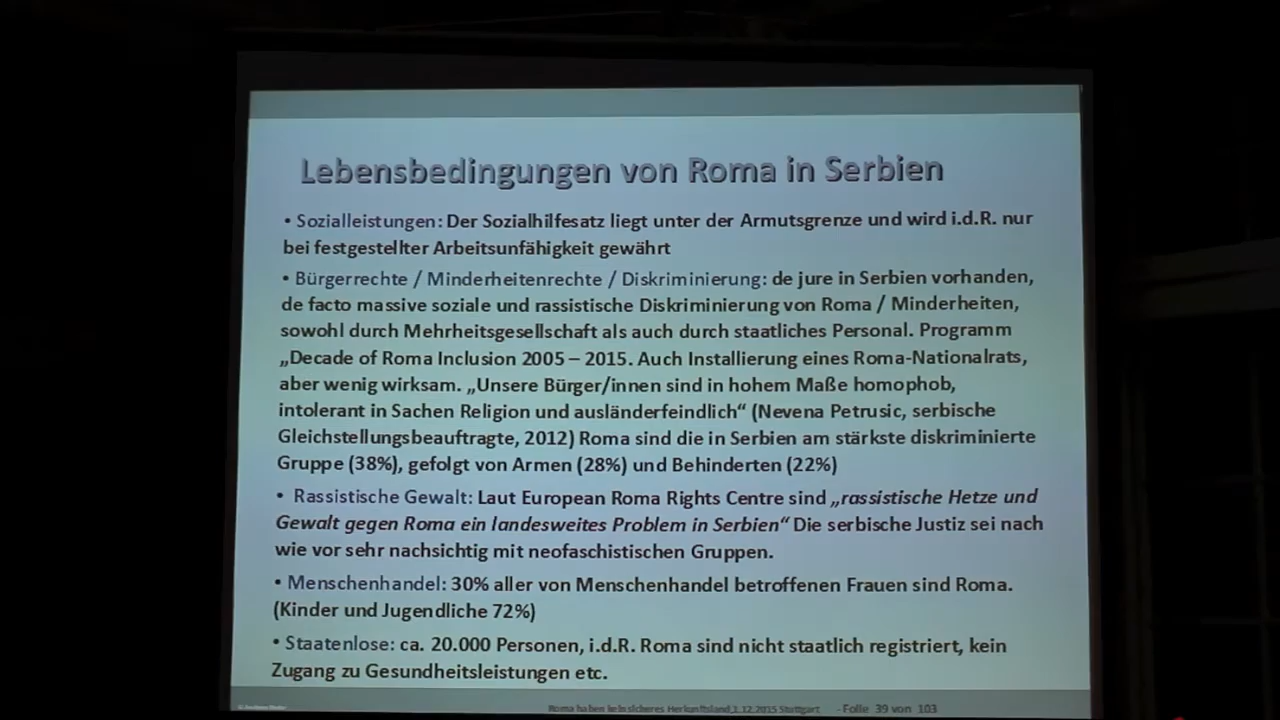 Lebensbedingungen von Roma in Serbien
• Sozialleistungen: Der Sozialhilfesatz liegt unter der Armutsgrenze und wird i.d.R. nur
bei festgestellter Arbeitsunfähigkeit gewährt
• Bürgerrechte / Minderheitenrechte / Diskriminierung: de jure in Serbien vorhanden,
de facto massive soziale und rassistische Diskriminierung von Roma / Minderheiten,
sowohl durch Mehrheitsgesellschaft als auch durch staatliches Personal. Programm
„Decade of Roma Inclusion 2005 – 2015. Auch Installierung eines Roma-Nationalrats,
aber wenig wirksam. „Unsere Bürger/innen sind in hohem Maße homophob,
intolerant in Sachen Religion und ausländerfeindlich“ (Nevena Petrusic, serbische
Gleichstellungsbeauftragte, 2012) Roma sind die in Serbien am stärkste diskriminierte
Gruppe (38%), gefolgt von Armen (28%) und Behinderten (22%)
• Rassistische Gewalt: Laut European Roma Rights Centre sind „rassistische Hetze und
Gewalt gegen Roma ein landesweites Problem in Serbien“ Die serbische Justiz sei nach
wie vor sehr nachsichtig mit neofaschistischen Gruppen.
• Menschenhandel: 30% aller von Menschenhandel betroffenen Frauen sind Roma.
(Kinder und Jugendliche 72%)
• Staatenlose: ca. 20.000 Personen, i.d.R. Roma sind nicht staatlich registriert, kein
Zugang zu Gesundheitsleistungen etc.
Roma haben kein sicheres Herkunftsland 1.12.2015 Stuttgart - Folie 39 von 103